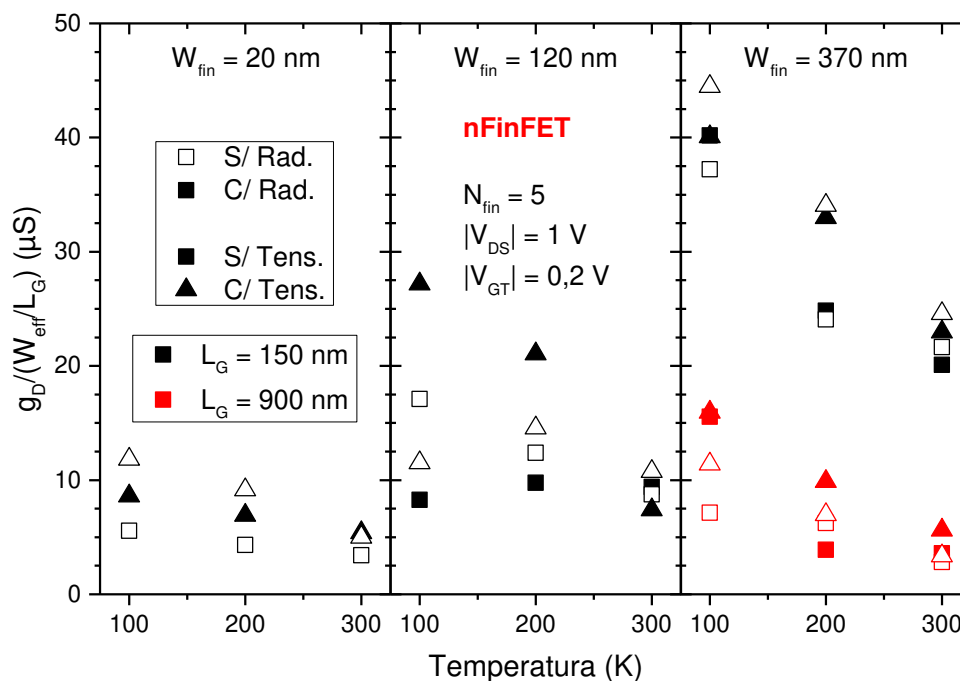 50
40
30
20
10
0
g_D/(W_eff/L_G) (µS)
W_fin = 20 nm
S/ Rad.
C/ Rad.
S/ Tens.
C/ Tens.
L_G = 150 nm
L_G = 900 nm
W_fin = 120 nm
nFinFET
N_fin = 5
|V_DS| = 1 V
|V_GT| = 0,2 V
W_fin = 370 nm
100 200 300 100 200 300 100 200 300
Temperatura (K)